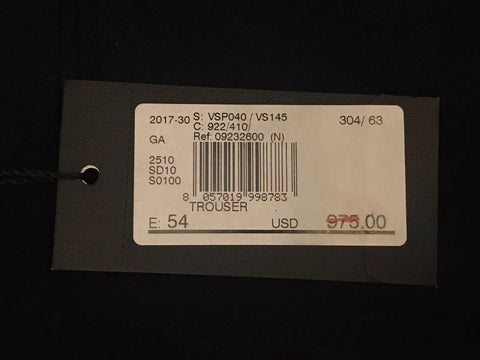 2017-30 S: VSP040 / VS145 304/ 63
C: 922/410/
GA Ref: 09232600 (N)
2510
SD10
S0100
8 057019 998783
TROUSER
E: 54 USD 975.00